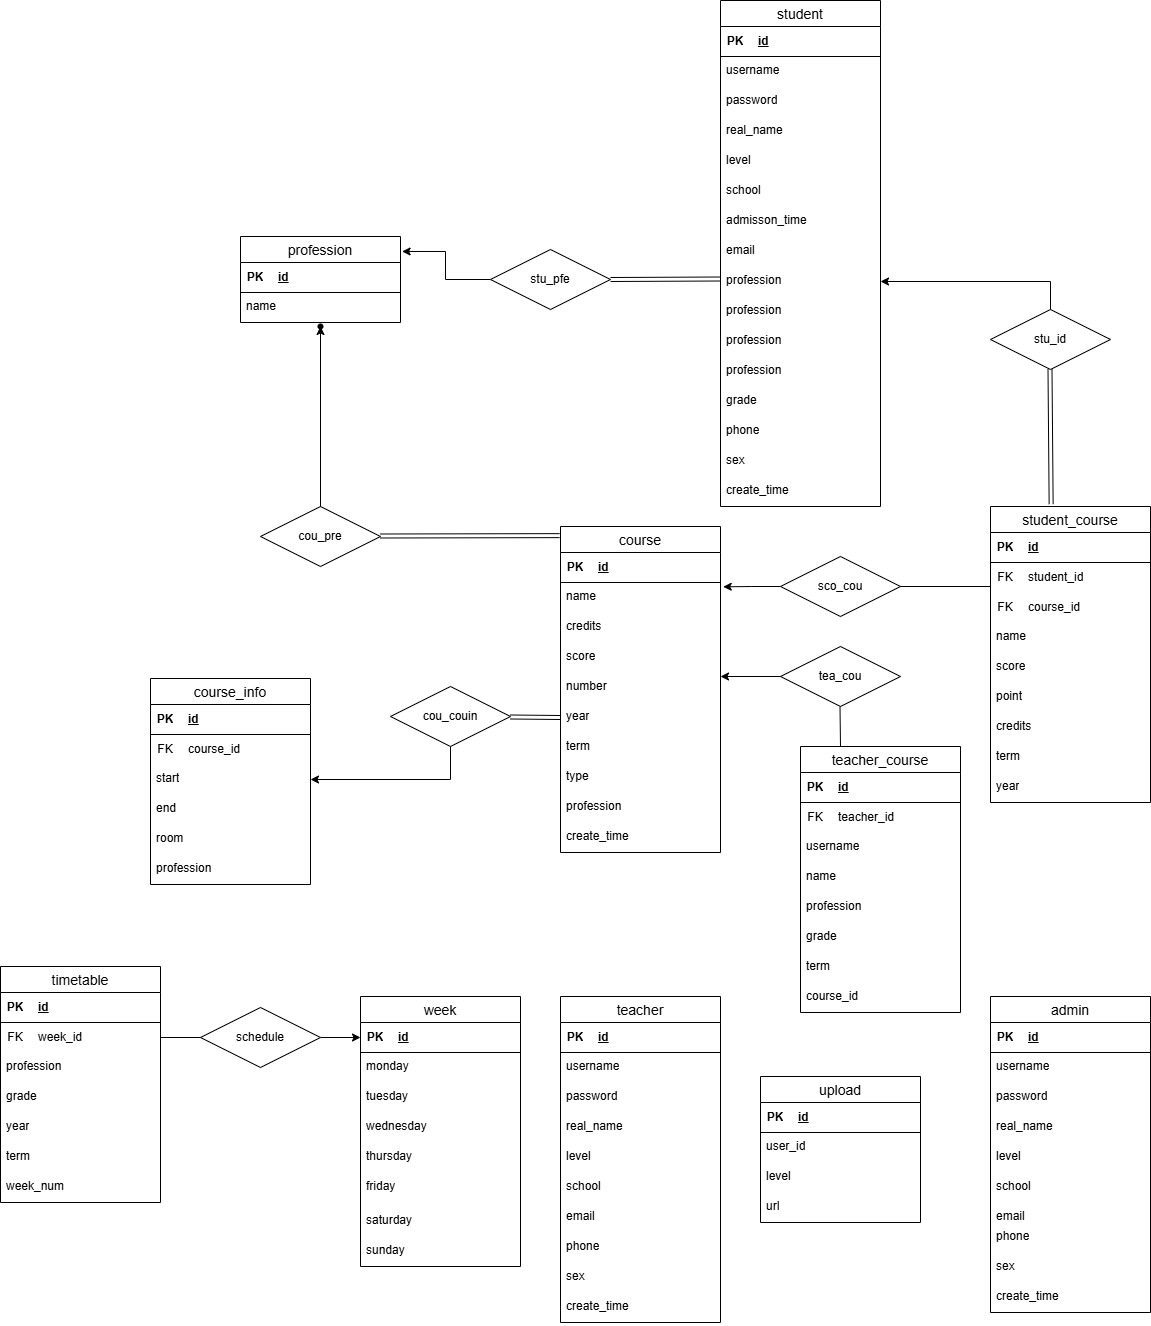 student
PK id
username
password
real_name
level
school
admisson_time
email
profession
profession
profession
profession
grade
phone
sex
create_time
profession
PK id
name
stu_pfe
stu_id
cou_pre
course
PK id
name
credits
score
number
year
term
type
profession
create_time
sco_cou
tea_cou
student_course
PK id
FK student_id
FK course_id
name
score
point
credits
term
year
course_info
PK id
FK course_id
start
end
room
profession
cou_couin
teacher_course
PK id
FK teacher_id
username
name
profession
grade
term
course_id
timetable
PK id
FK week_id
profession
grade
year
term
week_num
schedule
week
PK id
monday
tuesday
wednesday
thursday
friday
saturday
sunday
teacher
PK id
username
password
real_name
level
school
email
phone
sex
create_time
upload
PK id
user_id
level
url
admin
PK id
username
password
real_name
level
school
email
phone
sex
create_time